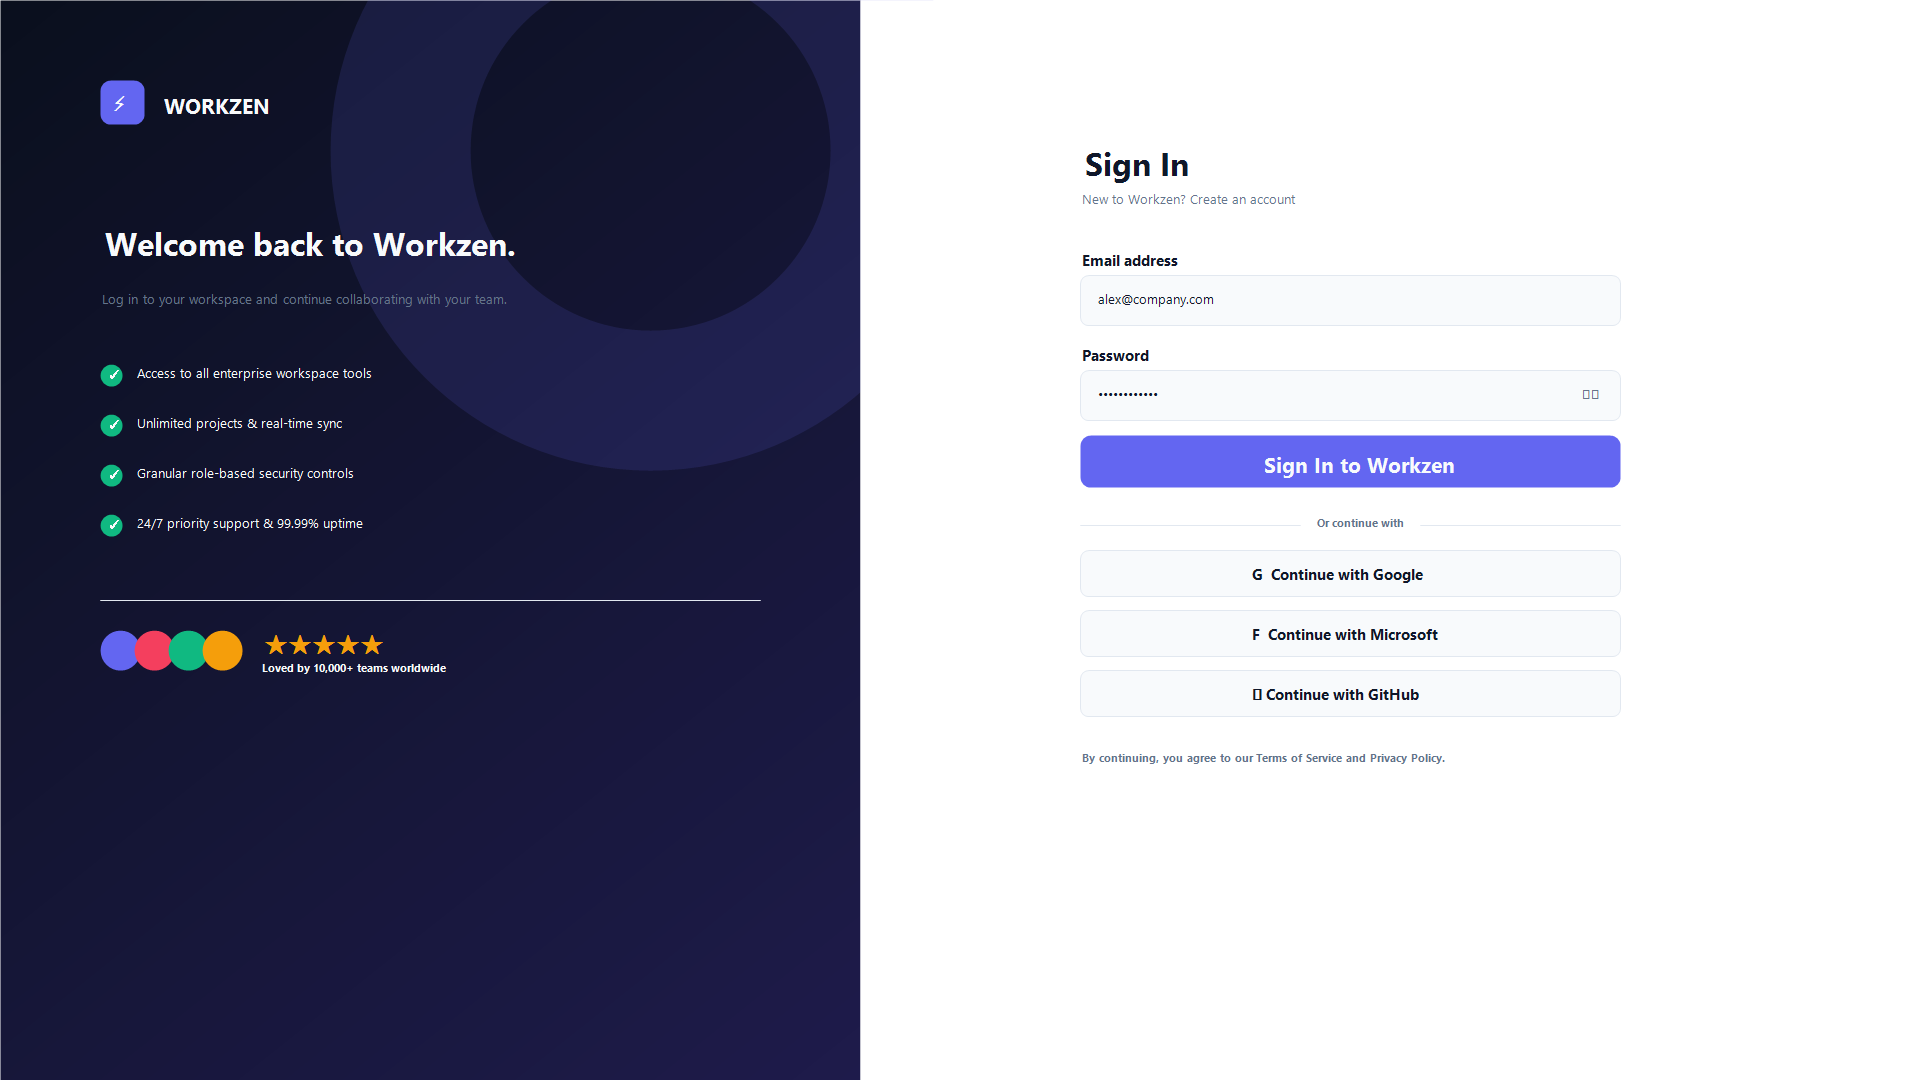 WORKZEN
Welcome back to Workzen.
Log in to your workspace and continue collaborating with your team.
Access to all enterprise workspace tools
Unlimited projects & real-time sync
Granular role-based security controls
24/7 priority support & 99.99% uptime
★★★★★
Loved by 10,000+ teams worldwide
Sign In
New to Workzen? Create an account
Email address
alex@company.com
Password
••••••••••••
Sign In to Workzen
Or continue with
G Continue with Google
F Continue with Microsoft
Continue with GitHub
By continuing, you agree to our Terms of Service and Privacy Policy.